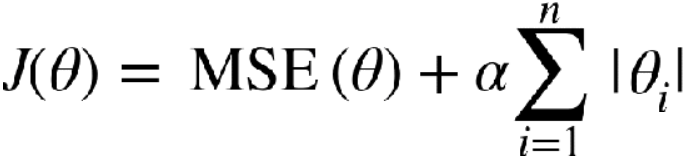 J(θ) = MSE (θ) + α∑_{i=1}^{n} |θ_i|